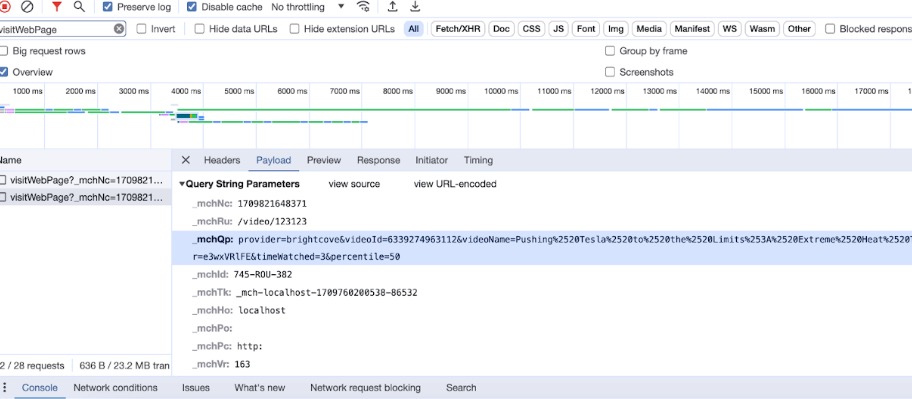 Preserve log Disable cache No throttling
visitWebPage Invert Hide data URLs Hide extension URLs All Fetch/XHR Doc CSS JS Font Img Media Manifest WS Wasm Other Blocked respons
Big request rows Group by frame
Overview Screenshots
1000 ms 2000 ms 3000 ms 4000 ms 5000 ms 6000 ms 7000 ms 8000 ms 9000 ms 10000 ms 11000 ms 12000 ms 13000 ms 14000 ms 15000 ms 16000 ms 17000 ms
Name Headers Payload Preview Response Initiator Timing
visitWebPage?_mchNc=1709821...
visitWebPage?_mchNc=1709821...
Query String Parameters view source view URL-encoded
_mchNc: 1709821648371
_mchRu: /video/123123
_mchQp: provider=brightcove&videoId=6339274963112&videoName=Pushing%2520Tesla%2520to%2520the%2520Limits%253A%2520Extreme%2520Heat%2520T
r=e3wxVRlFE&timeWatched=3&percentile=50
_mchId: 745-ROU-382
_mchTk: _mch-localhost-1709760200538-86532
_mchHo: localhost
_mchPo:
_mchPc: http:
_mchVr: 163
2 / 28 requests 636 B / 23.2 MB tran
Console Network conditions Issues What's new Network request blocking Search